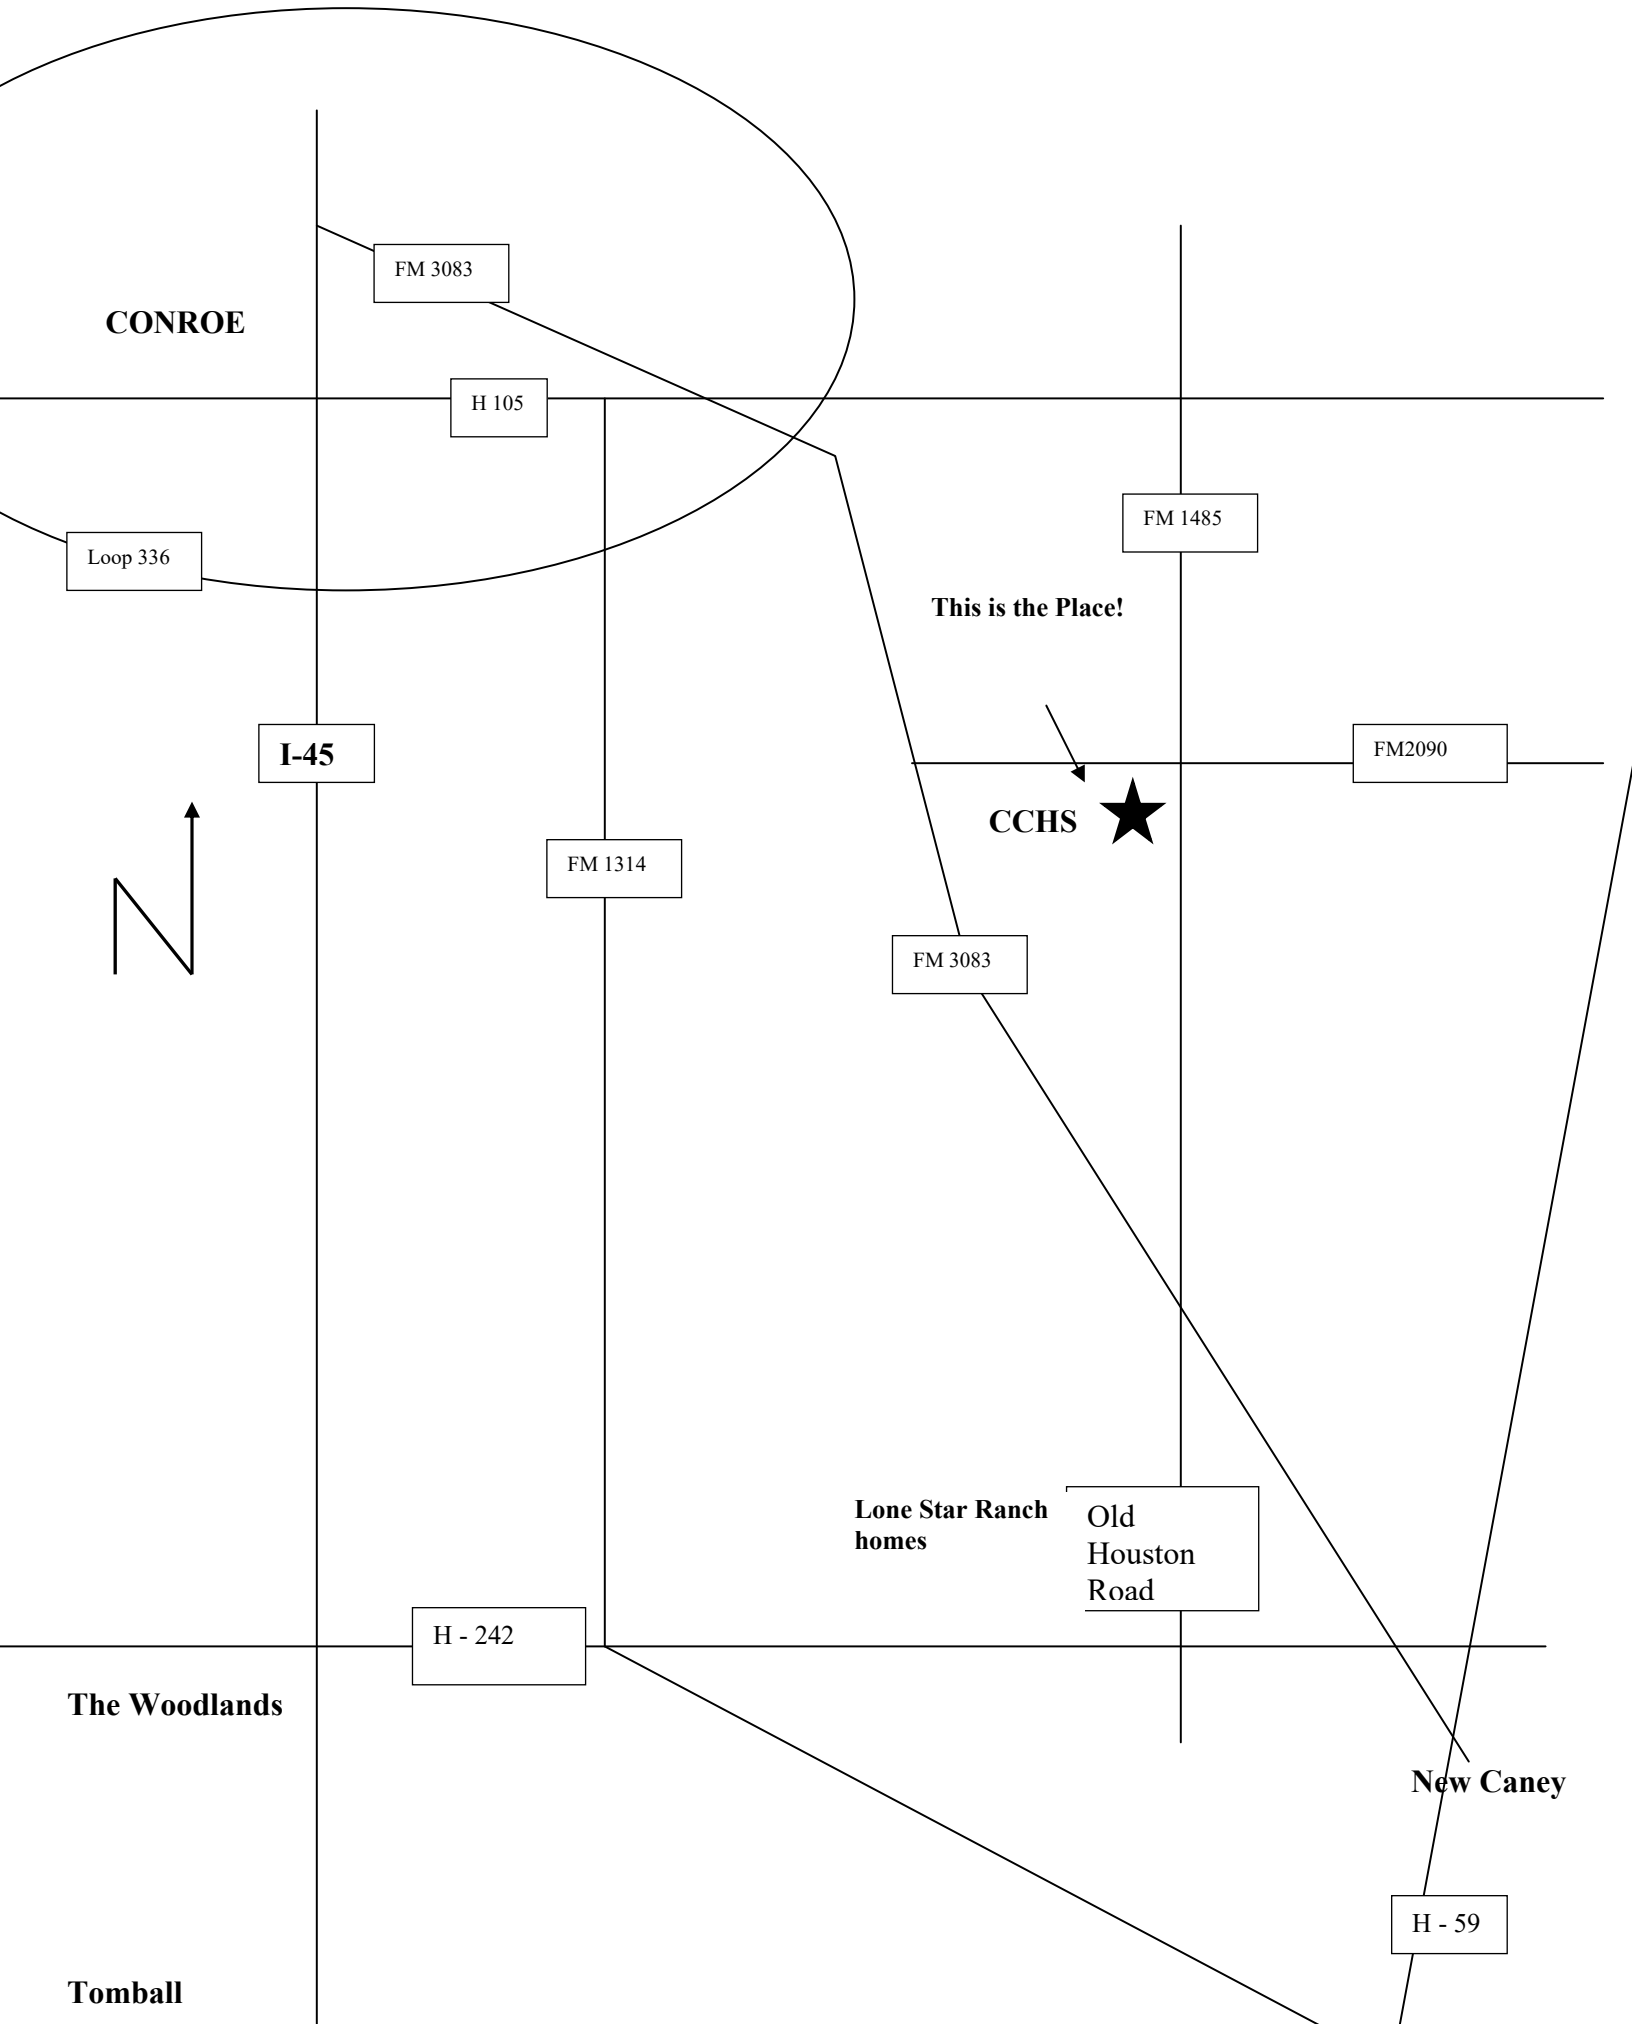 FM 3083
CONROE
H 105
FM 1485
Loop 336
This is the Place!
I-45
FM2090
CCHS
FM 1314
N
FM 3083
Lone Star Ranch
homes
Old
Houston
Road
H - 242
The Woodlands
New Caney
H - 59
Tomball